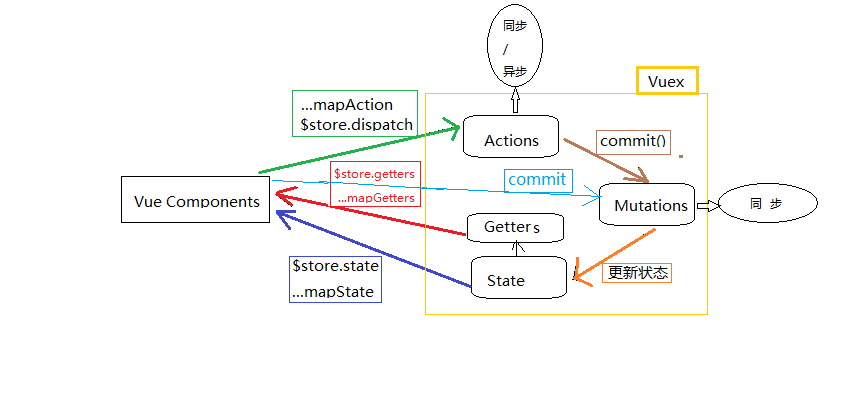 同步
/
异步
Vuex
...mapAction
$store.dispatch
Actions
commit()
$store.getters
...mapGetters
commit
Vue Components
Mutations
同 步
Getters
$store.state
...mapState
State
更新状态